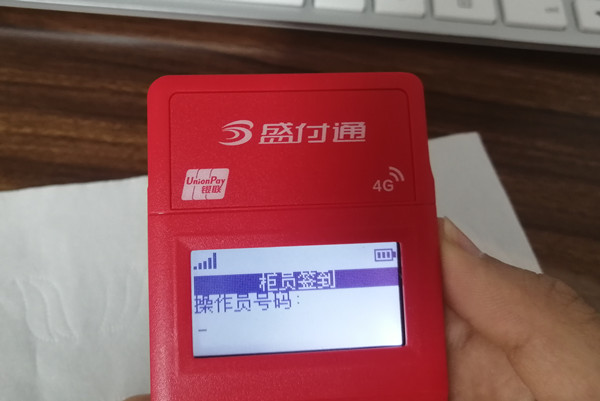 盛付通
UnionPay
银联
4G
柜员签到
操作员号码: